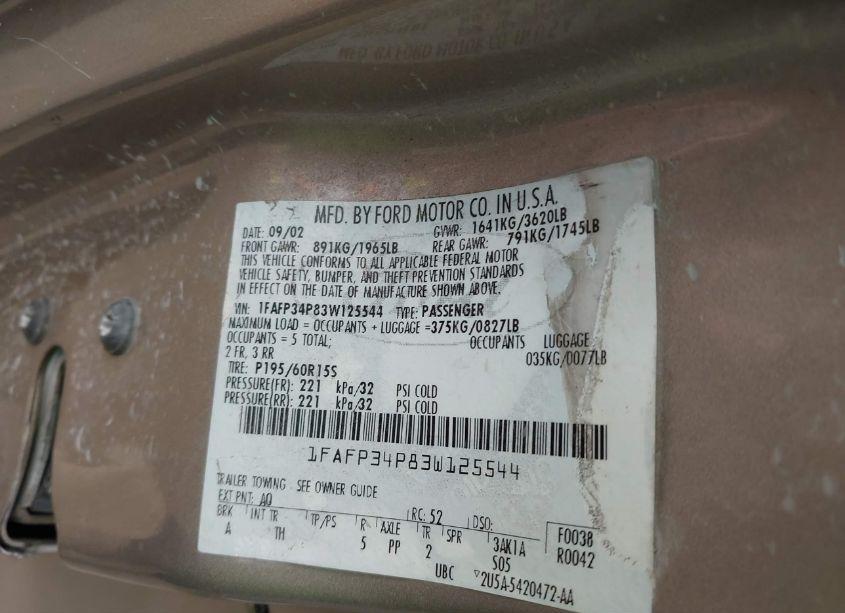 MFD. BY FORD MOTOR CO. IN U.S.A.
DATE: 09/02 GVWR: 1641KG/3620LB
FRONT GAWR: 891KG/1965LB REAR GAWR: 791KG/1745LB
THIS VEHICLE CONFORMS TO ALL APPLICABLE FEDERAL MOTOR
VEHICLE SAFETY, BUMPER, AND THEFT PREVENTION STANDARDS
IN EFFECT ON THE DATE OF MANUFACTURE SHOWN ABOVE.
VIN: 1FAFP34P83W125544 TYPE: PASSENGER
MAXIMUM LOAD = OCCUPANTS + LUGGAGE =375KG/0827LB
OCCUPANTS = 5 TOTAL; OCCUPANTS LUGGAGE
2 FR, 3 RR 035KG/0077LB
TIRE: P195/60R15S
PRESSURE(FR): 221 kPa/32 PSI COLD
PRESSURE(RR): 221 kPa/32 PSI COLD
1FAFP34P83W125544
TRAILER TOWING - SEE OWNER GUIDE
EXT PNT: AQ RC: 52 DSO:
BRK INT TR TP/PS R AXLE TR SPR 3AK1A F0038
A TH 5 PP 2 S05 R0042
UBC 2U5A-5420472-AA